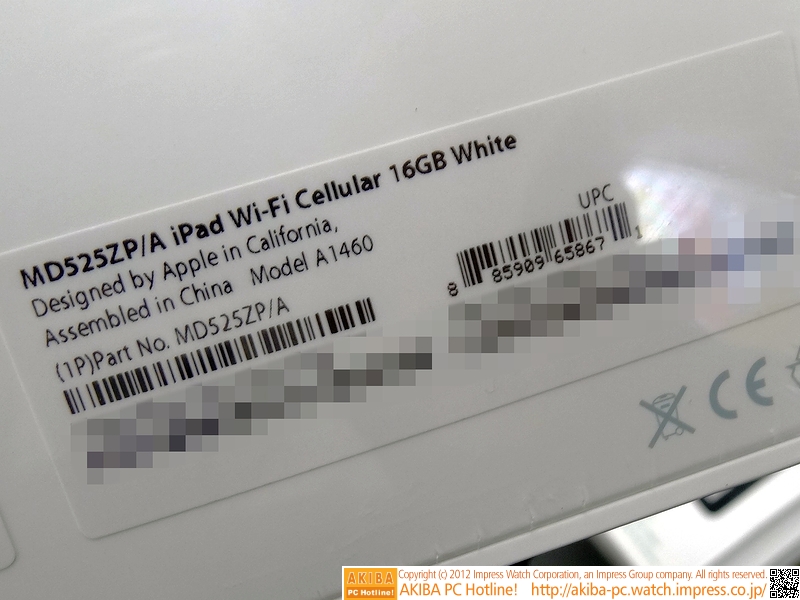 MD525ZP/A iPad Wi-Fi Cellular 16GB White
Designed by Apple in California,
Assembled in China Model A1460
(1P)Part No. MD525ZP/A
UPC
8 85909 65867 1
CE
AKIBA
PC Hotline!
Copyright (c) 2012 Impress Watch Corporation, an Impress Group company. All rights reserved.
AKIBA PC Hotline! http://akiba-pc.watch.impress.co.jp/